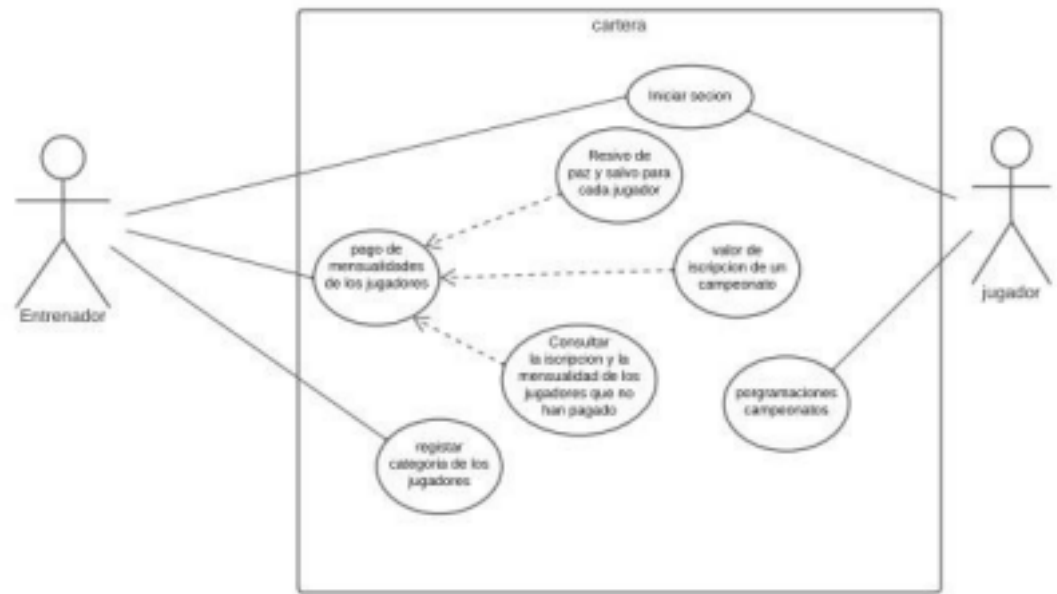 cartera
Iniciar secion
Resivo de
paz y salvo para
cada jugador
pago de
mensualidades
de los jugadores
valor de
iscripcion de un
campeonato
Entrenador
jugador
Consultar
la iscripcion y la
mensualidad de los
jugadores que no
han pagado
porgramaciones
campeonatos
registar
categoria de los
jugadores